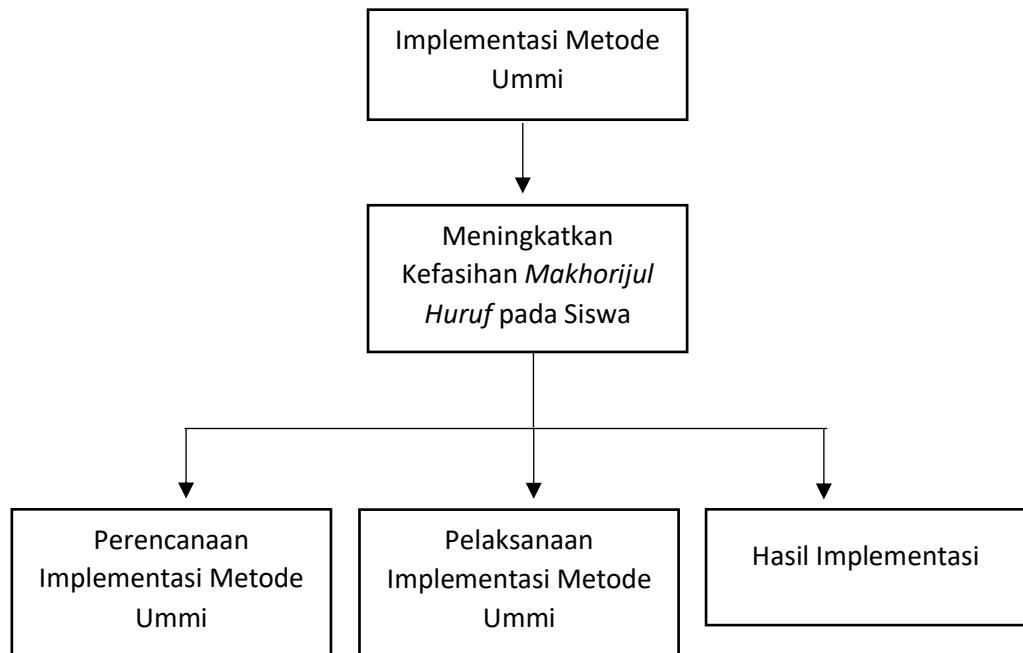 Implementasi Metode
Ummi
Meningkatkan
Kefasihan Makhorijul
Huruf pada Siswa
Perencanaan
Implementasi Metode
Ummi
Pelaksanaan
Implementasi Metode
Ummi
Hasil Implementasi